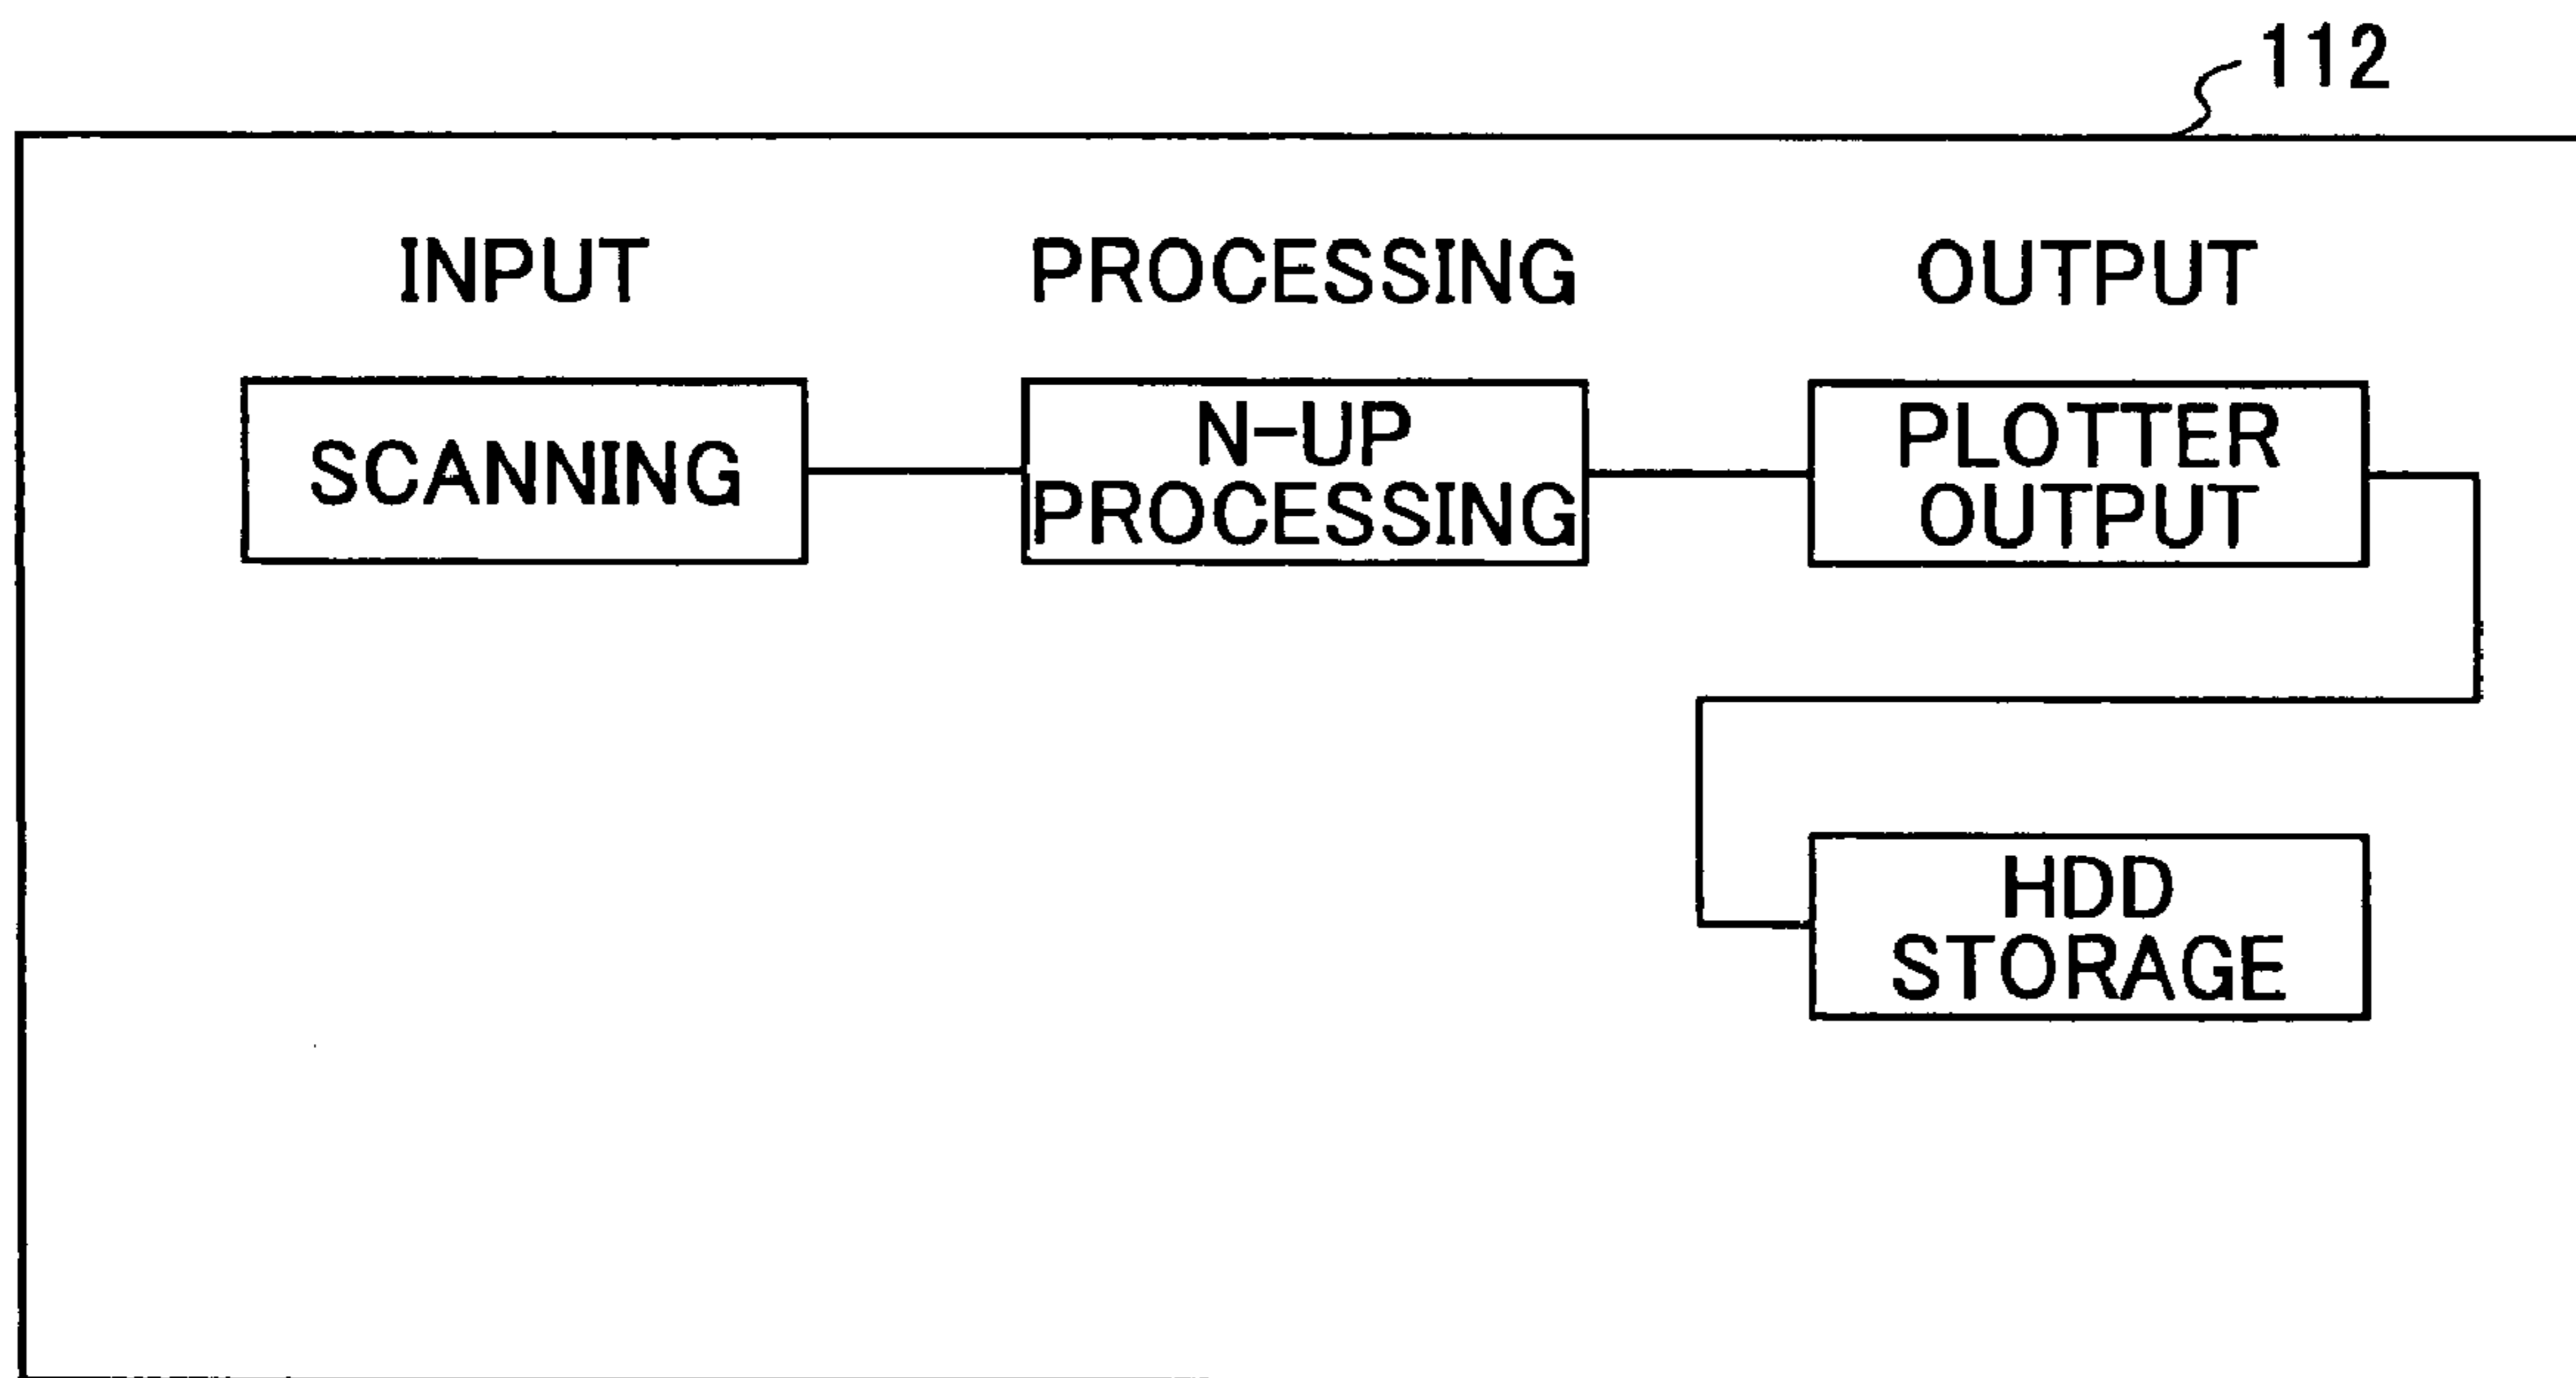 112
INPUT
PROCESSING
OUTPUT
SCANNING
N-UP
PROCESSING
PLOTTER
OUTPUT
HDD
STORAGE